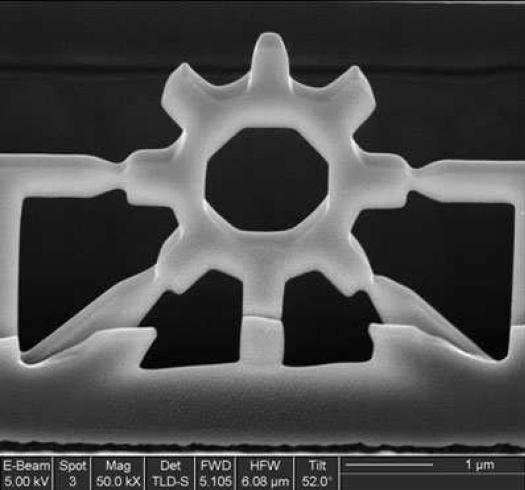 E-Beam Spot Mag Det FWD HFW Tilt 1 µm
5.00 kV 3 50.0 kX TLD-S 5.105 6.08 µm 52.0°